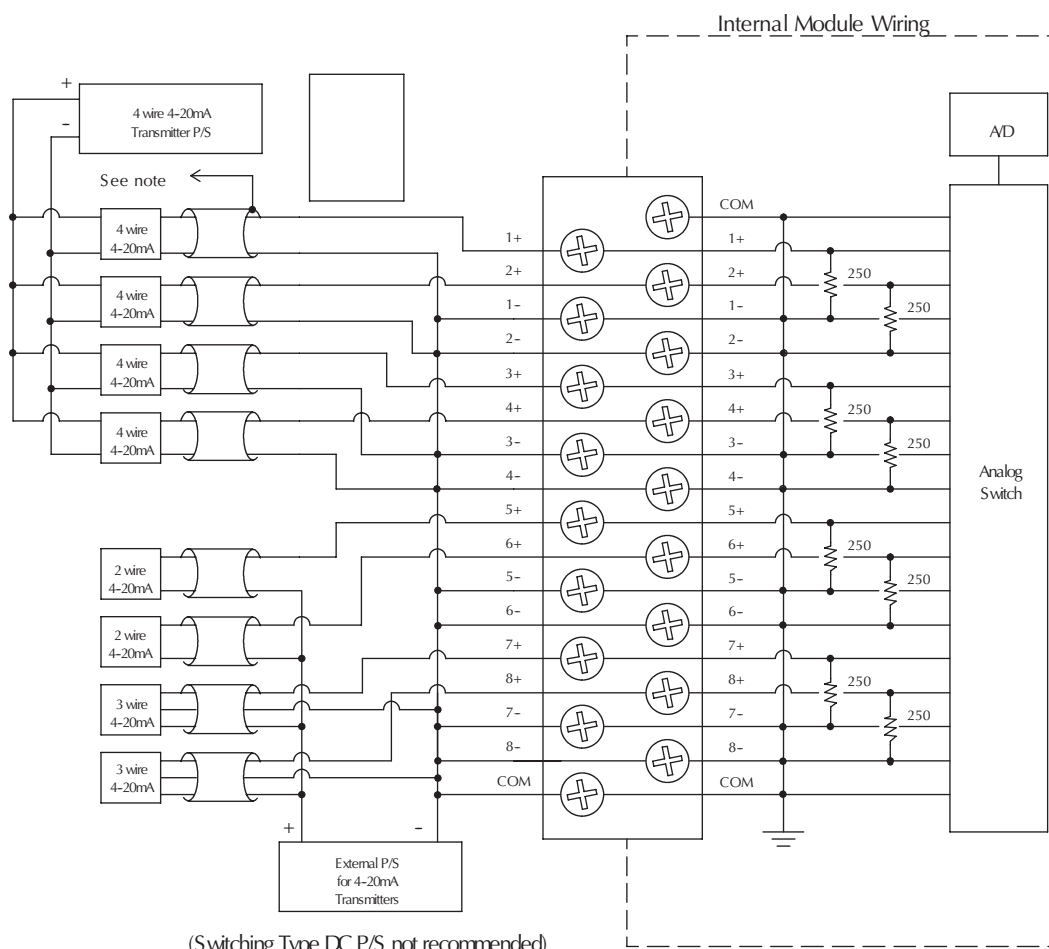 Internal Module Wiring
+
4 wire 4-20mA
Transmitter P/S
-
A/D
See note
COM
4 wire
4-20mA
1+
1+
2+
2+
250
4 wire
4-20mA
1-
1-
250
2-
2-
4 wire
4-20mA
3+
3+
4+
4+
250
4 wire
4-20mA
3-
3-
250
4-
4-
Analog
Switch
5+
5+
6+
6+
250
2 wire
4-20mA
5-
5-
250
6-
6-
2 wire
4-20mA
7+
7+
8+
8+
250
3 wire
4-20mA
7-
7-
250
8-
8-
3 wire
4-20mA
COM
COM
+
-
External P/S
for 4-20mA
Transmitters
(Switching Type DC P/S not recommended)